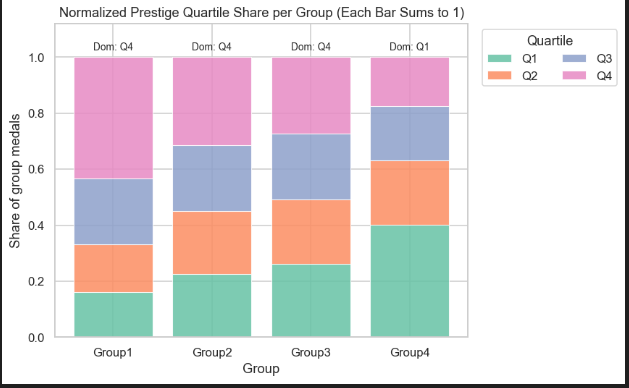 Normalized Prestige Quartile Share per Group (Each Bar Sums to 1)
Dom: Q4
Dom: Q4
Dom: Q4
Dom: Q1
Quartile
Q1
Q3
Q2
Q4
Share of group medals
1.0
0.8
0.6
0.4
0.2
0.0
Group1
Group2
Group3
Group4
Group